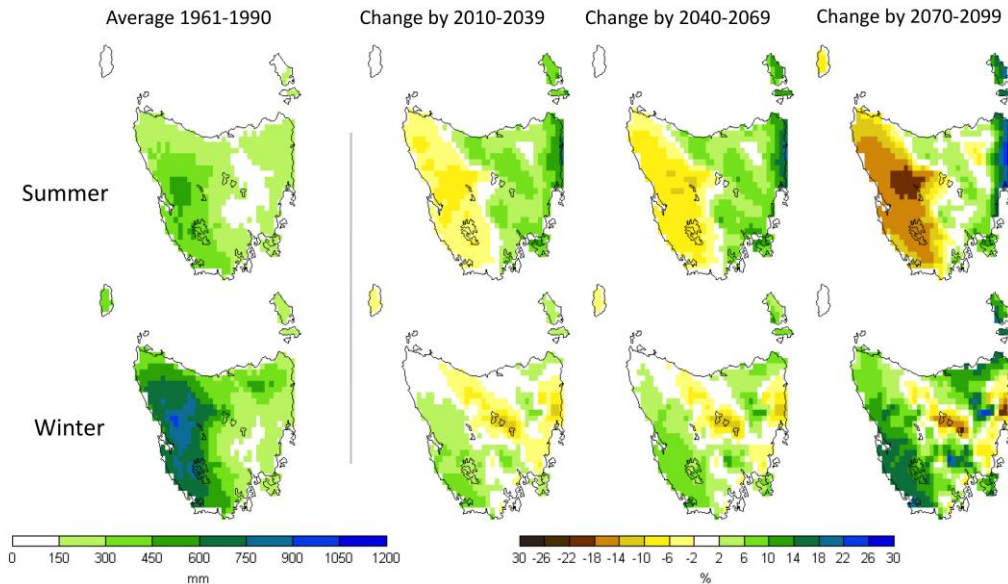 Average 1961-1990
Change by 2010-2039
Change by 2040-2069
Change by 2070-2099
Summer
Winter
0 150 300 450 600 750 900 1050 1200
mm
30 -26 -22 -18 -14 -10 -6 -2 2 6 10 14 18 22 26 30
%